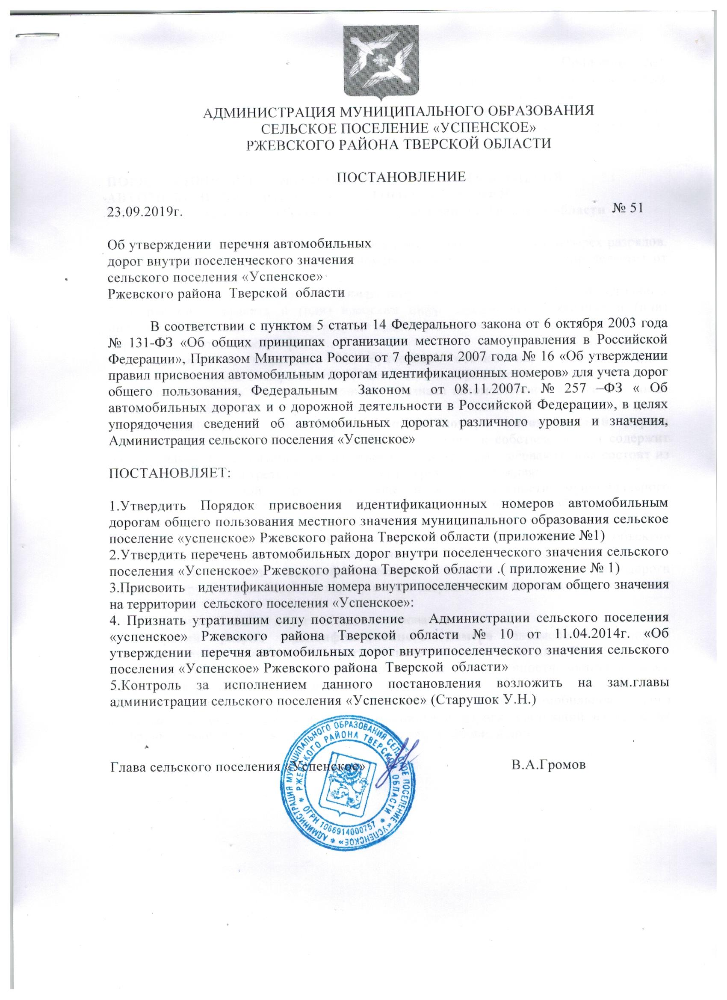 АДМИНИСТРАЦИЯ МУНИЦИПАЛЬНОГО ОБРАЗОВАНИЯ
СЕЛЬСКОЕ ПОСЕЛЕНИЕ «УСПЕНСКОЕ»
РЖЕВСКОГО РАЙОНА ТВЕРСКОЙ ОБЛАСТИ
ПОСТАНОВЛЕНИЕ
23.09.2019г. № 51
Об утверждении перечня автомобильных
дорог внутри поселенческого значения
сельского поселения «Успенское»
Ржевского района Тверской области
В соответствии с пунктом 5 статьи 14 Федерального закона от 6 октября 2003 года
№ 131-ФЗ «Об общих принципах организации местного самоуправления в Российской
Федерации», Приказом Минтранса России от 7 февраля 2007 года № 16 «Об утверждении
правил присвоения автомобильным дорогам идентификационных номеров» для учета дорог
общего пользования, Федеральным Законом от 08.11.2007г. № 257 –ФЗ « Об
автомобильных дорогах и о дорожной деятельности в Российской Федерации», в целях
упорядочения сведений об автомобильных дорогах различного уровня и значения,
Администрация сельского поселения «Успенское»
ПОСТАНОВЛЯЕТ:
1.Утвердить Порядок присвоения идентификационных номеров автомобильным
дорогам общего пользования местного значения муниципального образования сельское
поселение «успенское» Ржевского района Тверской области (приложение №1)
2.Утвердить перечень автомобильных дорог внутри поселенческого значения сельского
поселения «Успенское» Ржевского района Тверской области .( приложение № 1)
3.Присвоить идентификационные номера внутрипоселенческим дорогам общего значения
на территории сельского поселения «Успенское»:
4. Признать утратившим силу постановление Администрации сельского поселения
«успенское» Ржевского района Тверской области № 10 от 11.04.2014г. «Об
утверждении перечня автомобильных дорог внутрипоселенческого значения сельского
поселения «Успенское» Ржевского района Тверской области»
5.Контроль за исполнением данного постановления возложить на зам.главы
администрации сельского поселения «Успенское» (Старушок У.Н.)
Глава сельского поселения «Успенское» В.А.Громов
* АДМИНИСТРАЦИЯ МУНИЦИПАЛЬНОГО ОБРАЗОВАНИЯ СЕЛЬСКОЕ ПОСЕЛЕНИЕ «УСПЕНСКОЕ»
* РЖЕВСКОГО РАЙОНА ТВЕРСКОЙ ОБЛАСТИ *
ОГРН 1066914000757